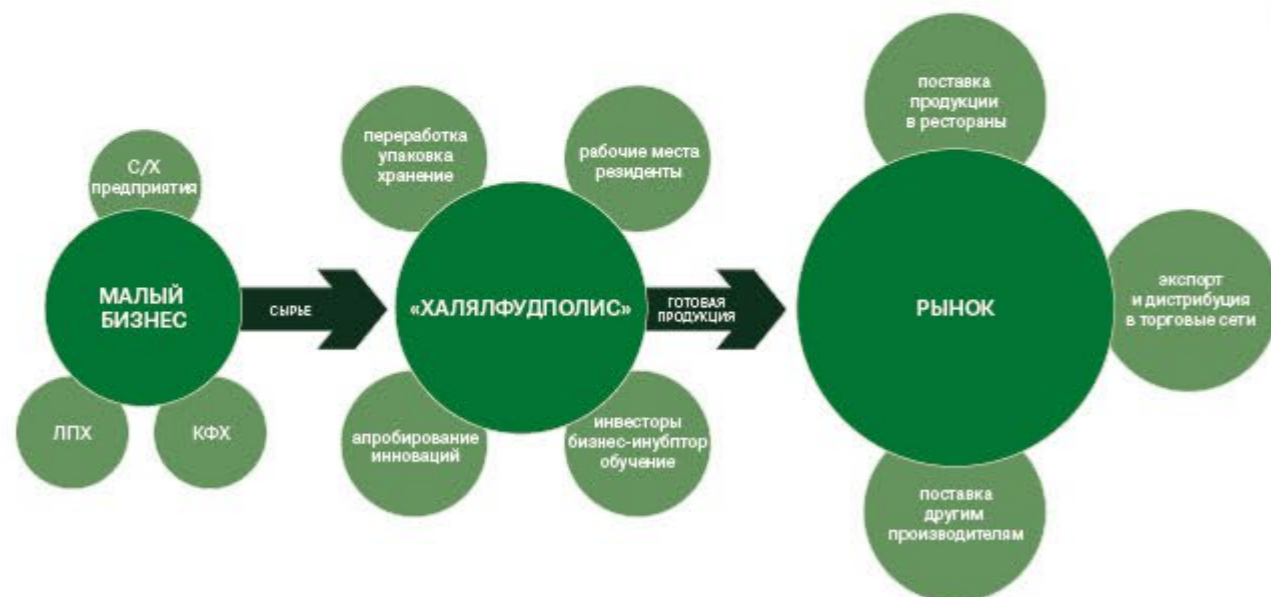 С/Х
предприятия
МАЛЫЙ
БИЗНЕС
ЛПХ
КФХ
СЫРЬЕ
переработка
упаковка
хранение
рабочие места
резиденты
«ХАЛЯЛФУДПОЛИС»
апробирование
инноваций
инвесторы
бизнес-инубптор
обучение
ГОТОВАЯ
ПРОДУКЦИЯ
поставка
продукции
в рестораны
РЫНОК
экспорт
и дистрибуция
в торговые сети
поставка
другим
производителям